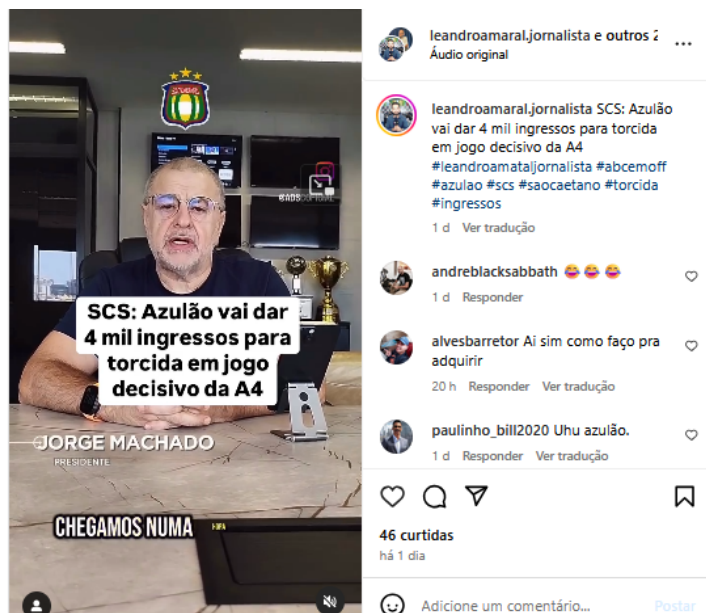 SCS: Azulão vai dar
4 mil ingressos para
torcida em jogo
decisivo da A4
JORGE MACHADO
PRESIDENTE
CHEGAMOS NUMA
HORA
leandroamaral.jornalista e outros 2
Áudio original
leandroamaral.jornalista SCS: Azulão
vai dar 4 mil ingressos para torcida
em jogo decisivo da A4
#leandroamataljornalista #abcemoff
#azulao #scs #saocaetano #torcida
#ingressos
1 d Ver tradução
andreblacksabbath 😂😂😂
1 d Responder
alvesbarretor Ai sim como faço pra
adquirir
20 h Responder Ver tradução
paulinho_bill2020 Uhu azulão.
1 d Responder Ver tradução
46 curtidas
há 1 dia
Adicione um comentário...
Postar